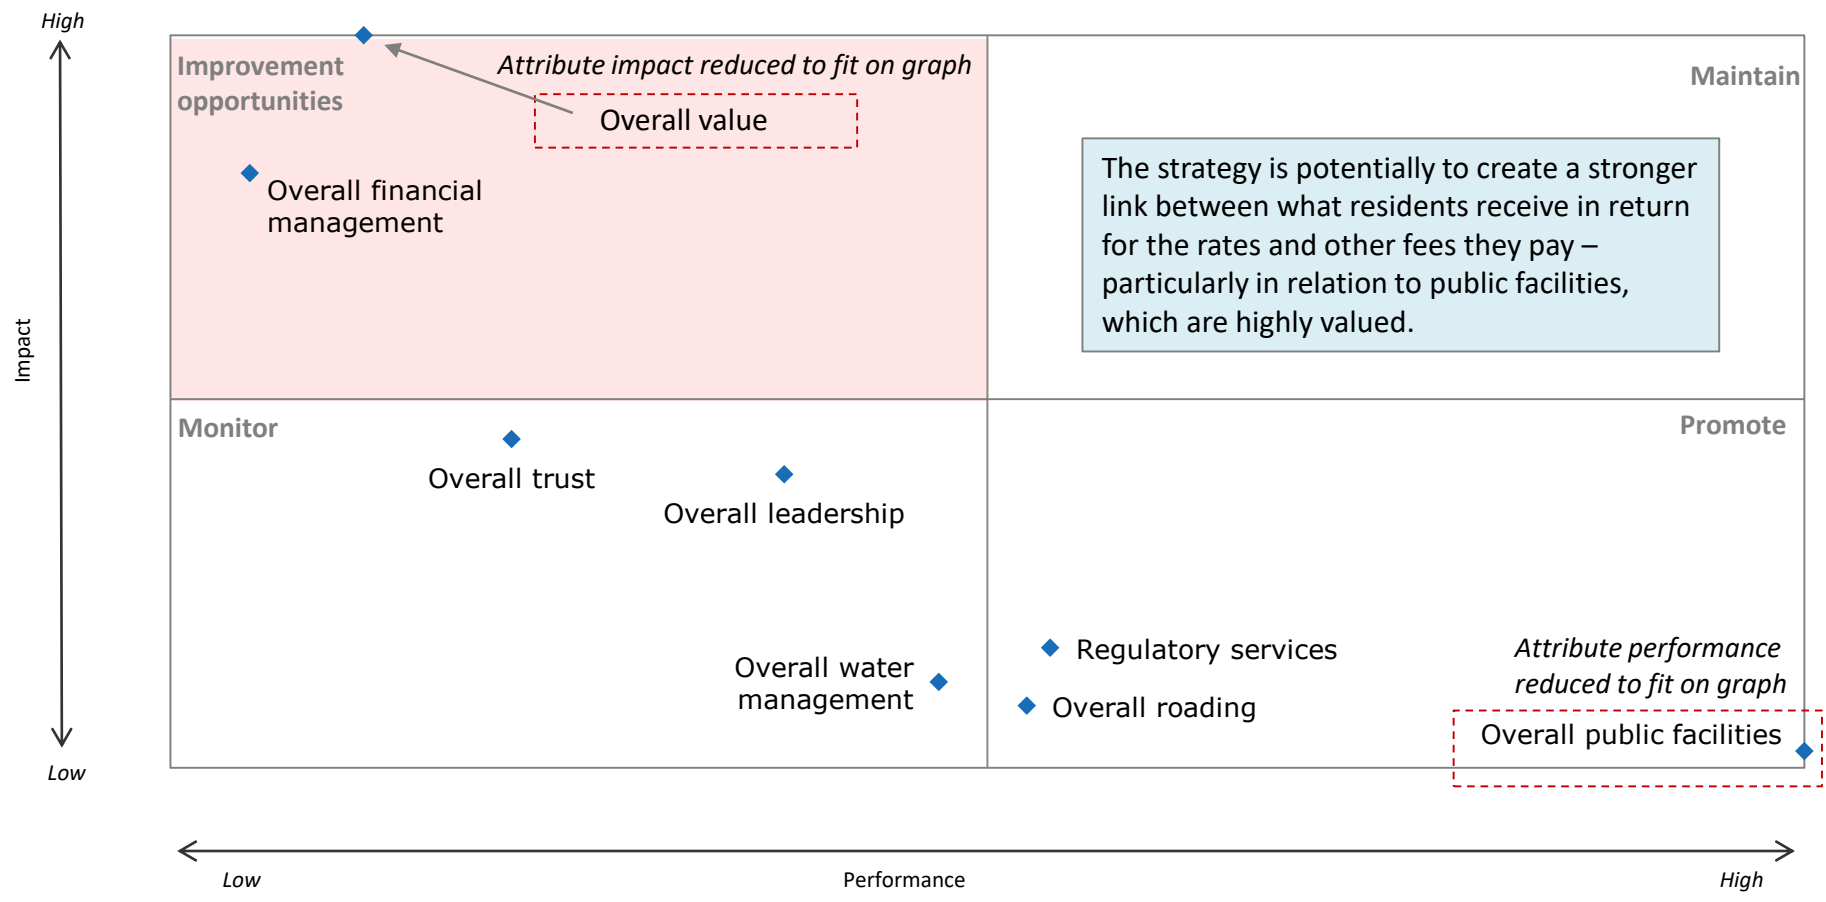 High
Improvement
opportunities
Attribute impact reduced to fit on graph
Overall value
Maintain
Overall financial
management
The strategy is potentially to create a stronger
link between what residents receive in return
for the rates and other fees they pay –
particularly in relation to public facilities,
which are highly valued.
Impact
Monitor
Promote
Overall trust
Overall leadership
Overall water
management
Regulatory services
Overall roading
Attribute performance
reduced to fit on graph
Overall public facilities
Low
Low
Performance
High